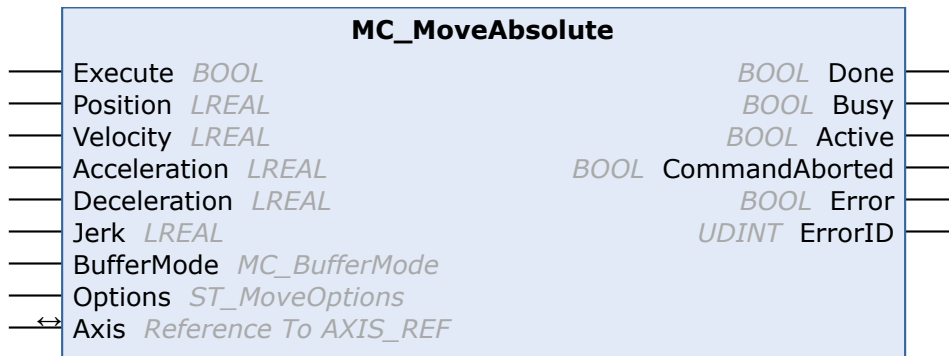 MC_MoveAbsolute
Execute BOOL BOOL Done
Position LREAL BOOL Busy
Velocity LREAL BOOL Active
Acceleration LREAL BOOL CommandAborted
Deceleration LREAL BOOL Error
Jerk LREAL UDINT ErrorID
BufferMode MC_BufferMode
Options ST_MoveOptions
↔ Axis Reference To AXIS_REF